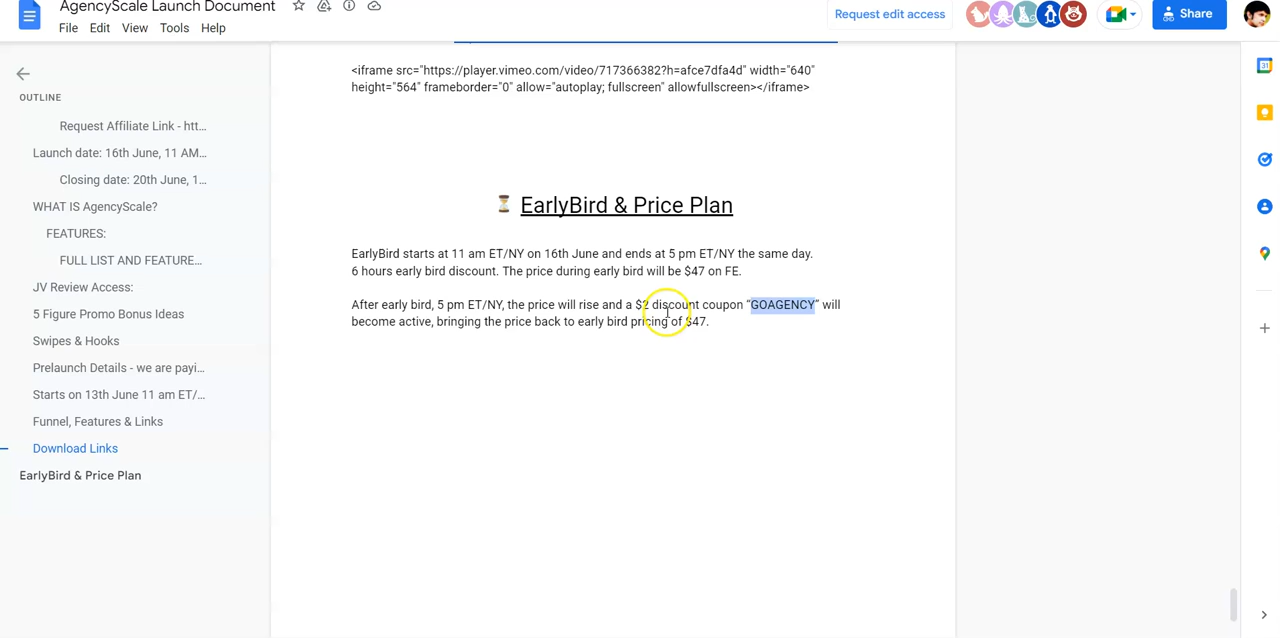 AgencyScale Launch Document
File Edit View Tools Help
Request edit access
Share
<iframe src="https://player.vimeo.com/video/717366382?h=afce7dfa4d" width="640"
height="564" frameborder="0" allow="autoplay; fullscreen" allowfullscreen></iframe>
OUTLINE
Request Affiliate Link - htt...
Launch date: 16th June, 11 AM...
Closing date: 20th June, 1...
WHAT IS AgencyScale?
FEATURES:
FULL LIST AND FEATURE...
JV Review Access:
5 Figure Promo Bonus Ideas
Swipes & Hooks
Prelaunch Details - we are payi...
Starts on 13th June 11 am ET/...
Funnel, Features & Links
Download Links
EarlyBird & Price Plan
EarlyBird & Price Plan
EarlyBird starts at 11 am ET/NY on 16th June and ends at 5 pm ET/NY the same day.
6 hours early bird discount. The price during early bird will be $47 on FE.
After early bird, 5 pm ET/NY, the price will rise and a $2 discount coupon “GOAGENCY” will
become active, bringing the price back to early bird pricing of $47.
31